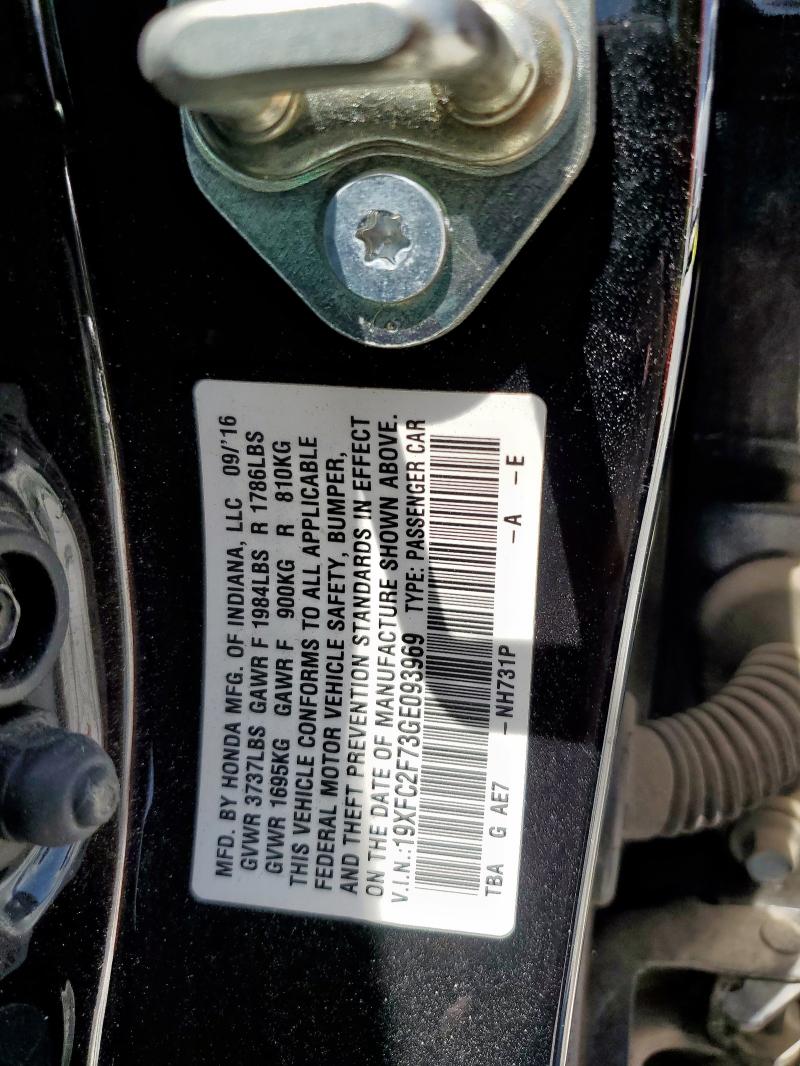 MFD. BY HONDA MFG. OF INDIANA, LLC 09/'16
GVWR 3737LBS GAWR F 1984LBS R 1786LBS
GVWR 1695KG GAWR F 900KG R 810KG
THIS VEHICLE CONFORMS TO ALL APPLICABLE
FEDERAL MOTOR VEHICLE SAFETY, BUMPER,
AND THEFT PREVENTION STANDARDS IN EFFECT
ON THE DATE OF MANUFACTURE SHOWN ABOVE.
V.I.N.:19XFC2F73GE093969 TYPE: PASSENGER CAR
TBA G AE7 -NH731P -A -E